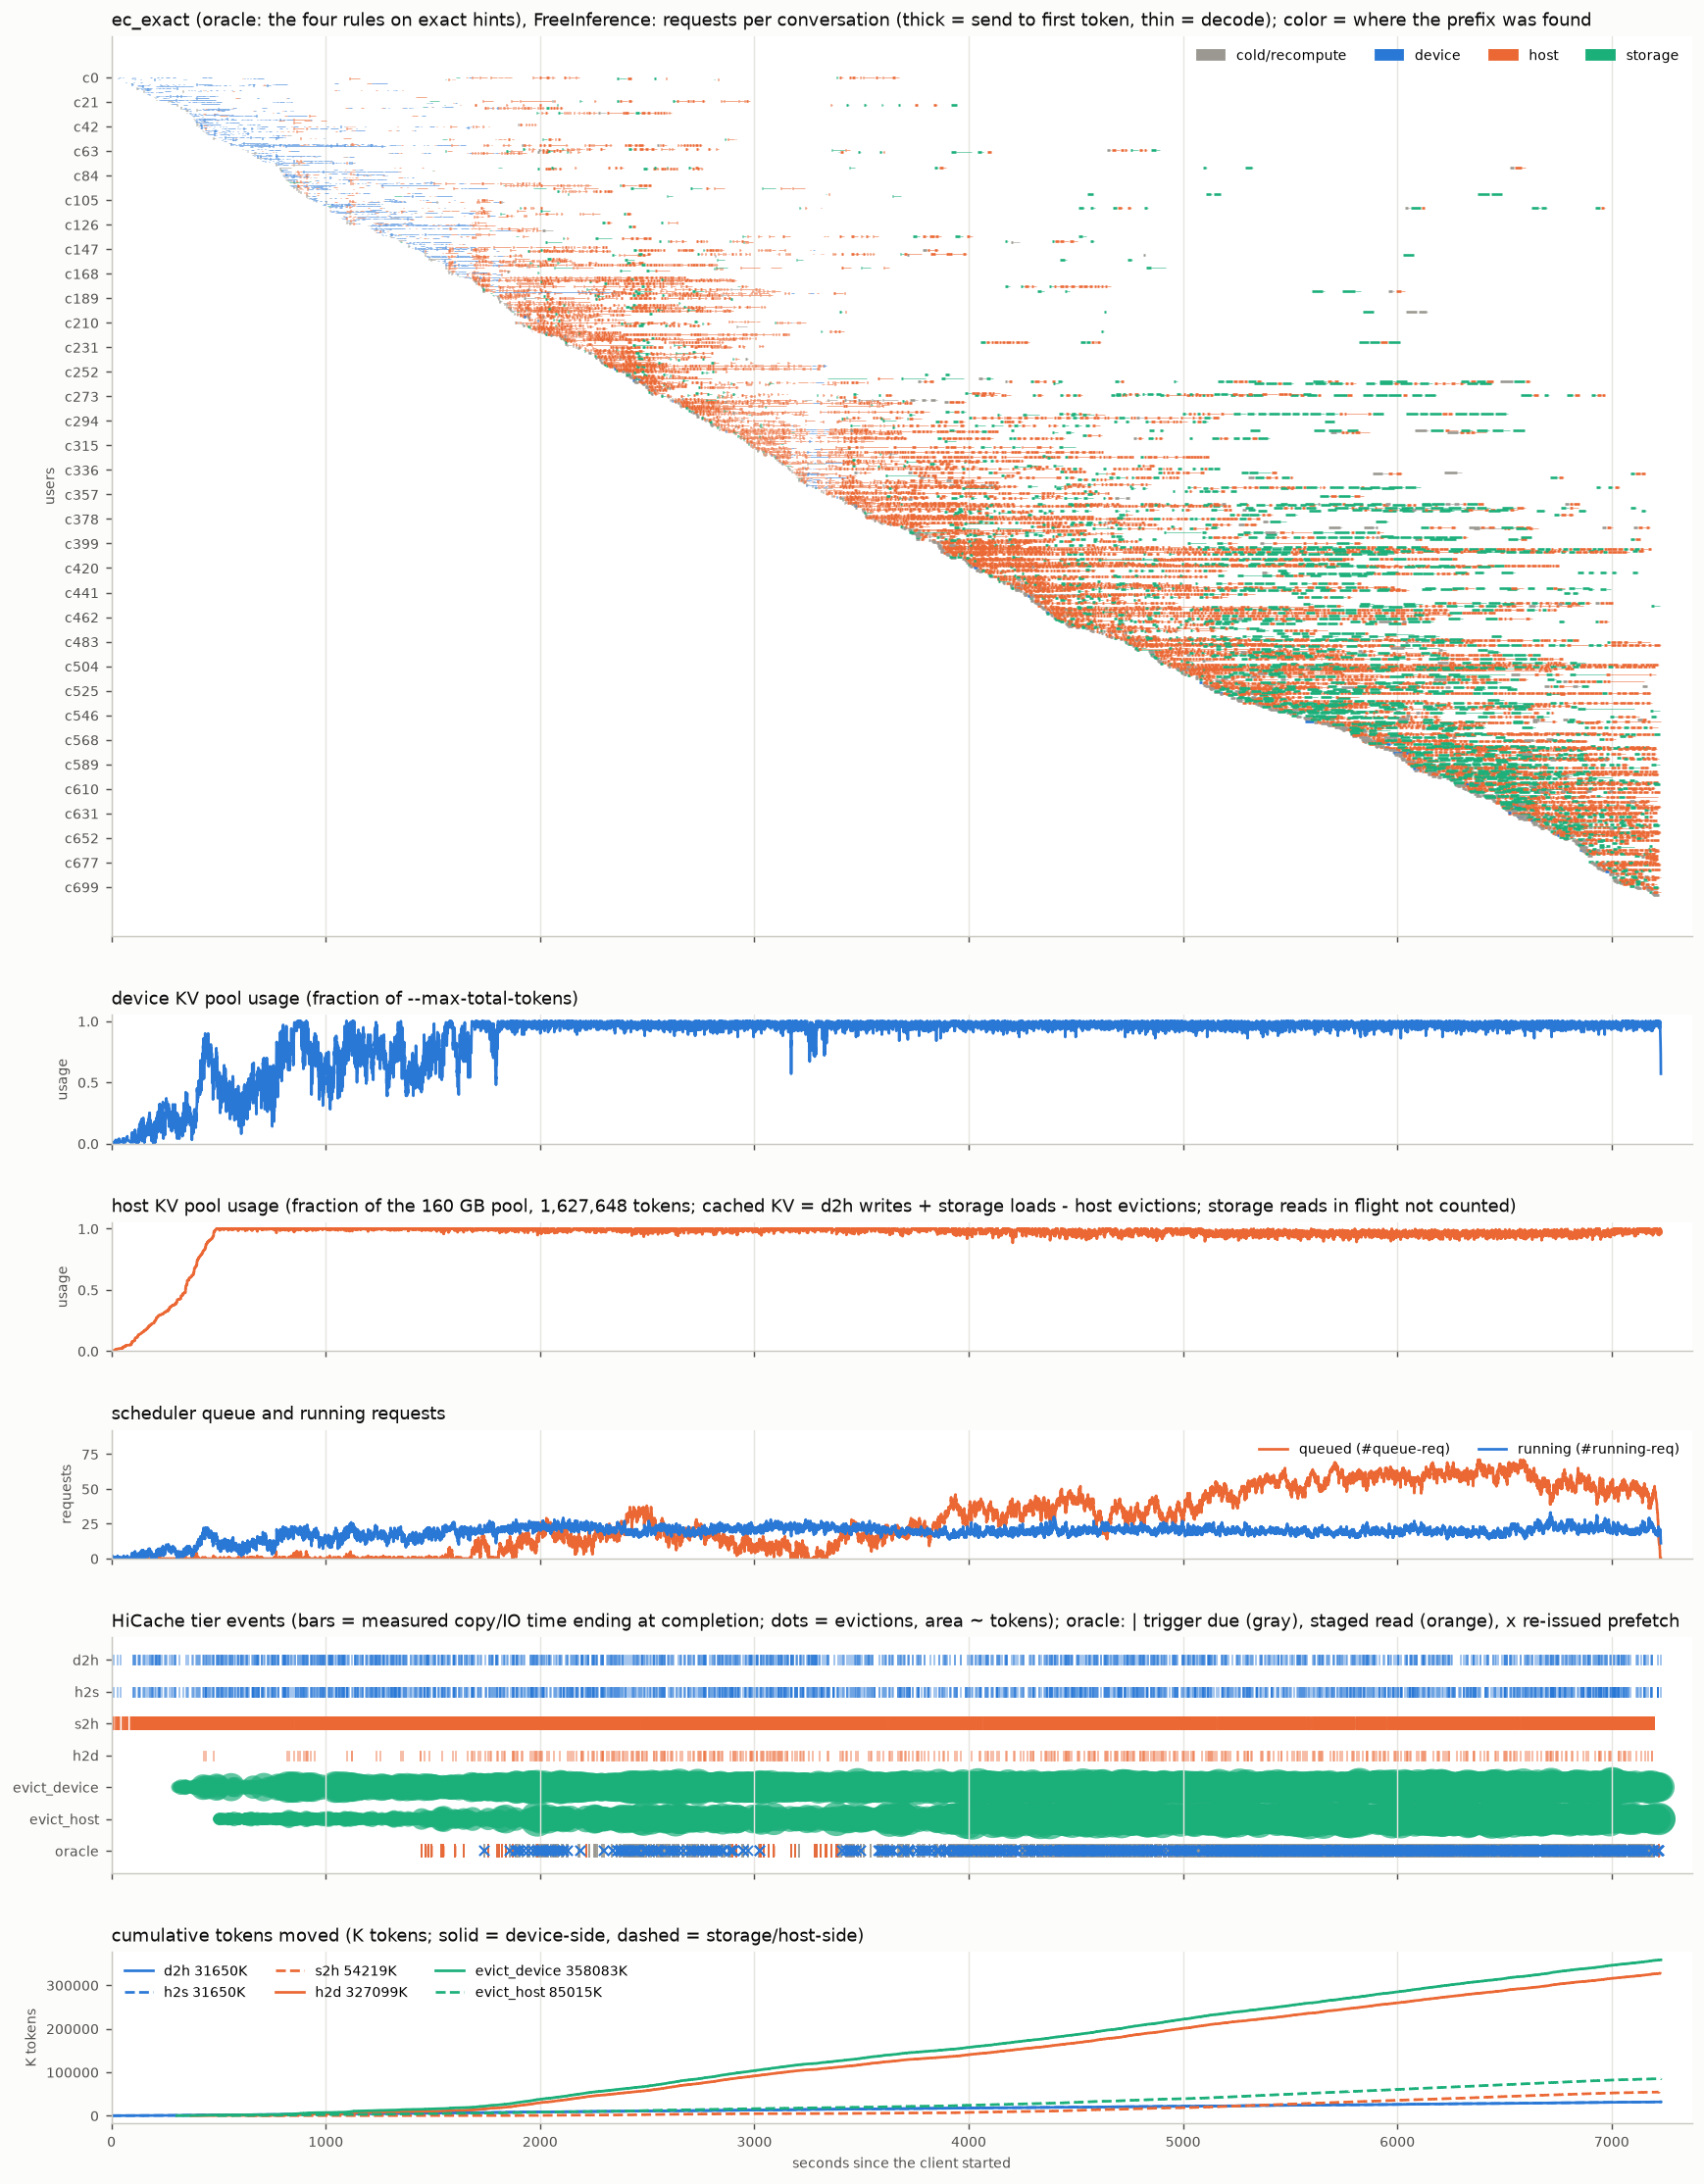 ec_exact (oracle: the four rules on exact hints), FreeInference: requests per conversation (thick = send to first token, thin = decode); color = where the prefix was found
cold/recompute device host storage
c0
c21
c42
c63
c84
c105
c126
c147
c168
c189
c210
c231
c252
c273
c294
c315
c336
c357
c378
c399
c420
c441
c462
c483
c504
c525
c546
c568
c589
c610
c631
c652
c677
c699
users
device KV pool usage (fraction of --max-total-tokens)
1.0
0.5
0.0
usage
host KV pool usage (fraction of the 160 GB pool, 1,627,648 tokens; cached KV = d2h writes + storage loads - host evictions; storage reads in flight not counted)
1.0
0.5
0.0
usage
scheduler queue and running requests
queued (#queue-req) running (#running-req)
75
50
25
0
requests
HiCache tier events (bars = measured copy/IO time ending at completion; dots = evictions, area ~ tokens); oracle: | trigger due (gray), staged read (orange), x re-issued prefetch
d2h
h2s
s2h
h2d
evict_device
evict_host
oracle
cumulative tokens moved (K tokens; solid = device-side, dashed = storage/host-side)
d2h 31650K s2h 54219K evict_device 358083K
h2s 31650K h2d 327099K evict_host 85015K
300000
200000
100000
0
K tokens
0 1000 2000 3000 4000 5000 6000 7000
seconds since the client started